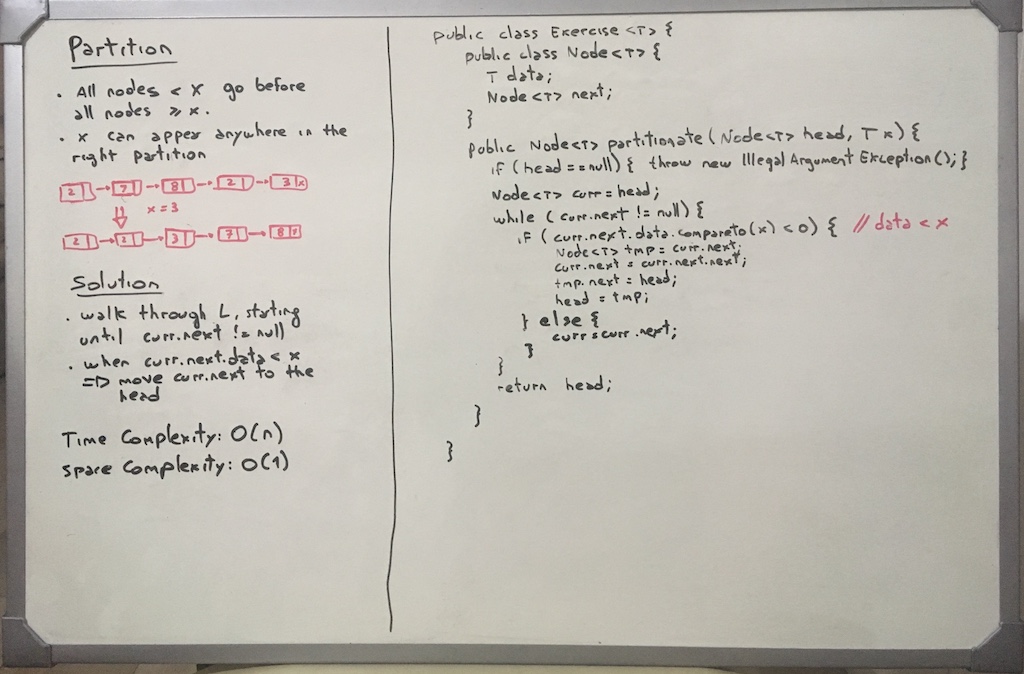 Partition
. All nodes < x go before
all nodes >= x.
. x can apper anywhere in the
right partition
2 → 7 → 8 → 2 → 3
x = 3
2 → 2 → 3 → 7 → 8
Solution
. walk through L, starting
until curr.next != null
. when curr.next.data < x
=> move curr.next to the
head
Time Complexity: O(n)
Space Complexity: O(1)
public class Exercise <T> {
public class Node<T> {
T data;
Node <T> next;
}
public Node<T> partitionate (Node<T> head, T x) {
if (head == null) { throw new Illegal Argument Exception(); }
Node<T> curr = head;
while (curr.next != null) {
if (curr.next.data.compareto(x) < 0) { // data < x
Node<T> tmp = curr.next;
curr.next = curr.next.next;
tmp.next = head;
head = tmp;
} else {
curr = curr.next;
}
}
return head;
}
}